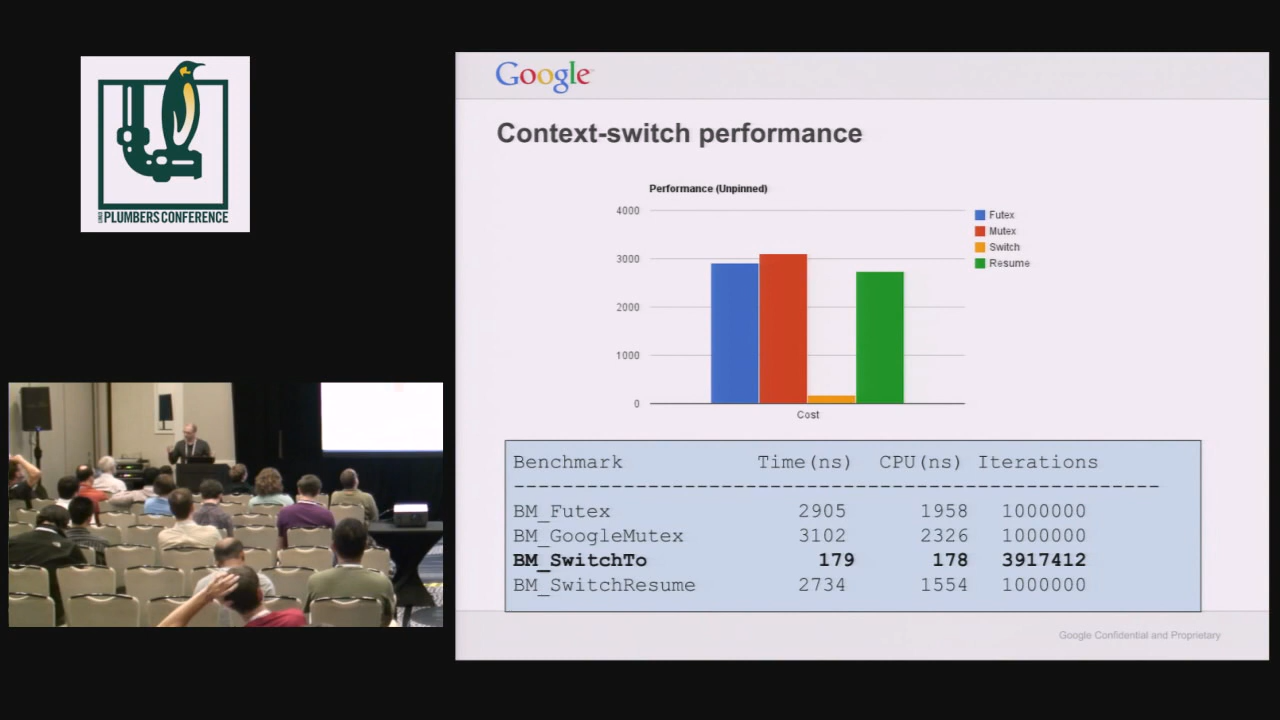 LINUX PLUMBERS CONFERENCE
Google
Context-switch performance
Performance (Unpinned)
4000
3000
2000
1000
0
Cost
Futex
Mutex
Switch
Resume
Benchmark Time(ns) CPU(ns) Iterations
-----------------------------------------------------
BM_Futex 2905 1958 1000000
BM_GoogleMutex 3102 2326 1000000
BM_SwitchTo 179 178 3917412
BM_SwitchResume 2734 1554 1000000
Google Confidential and Proprietary